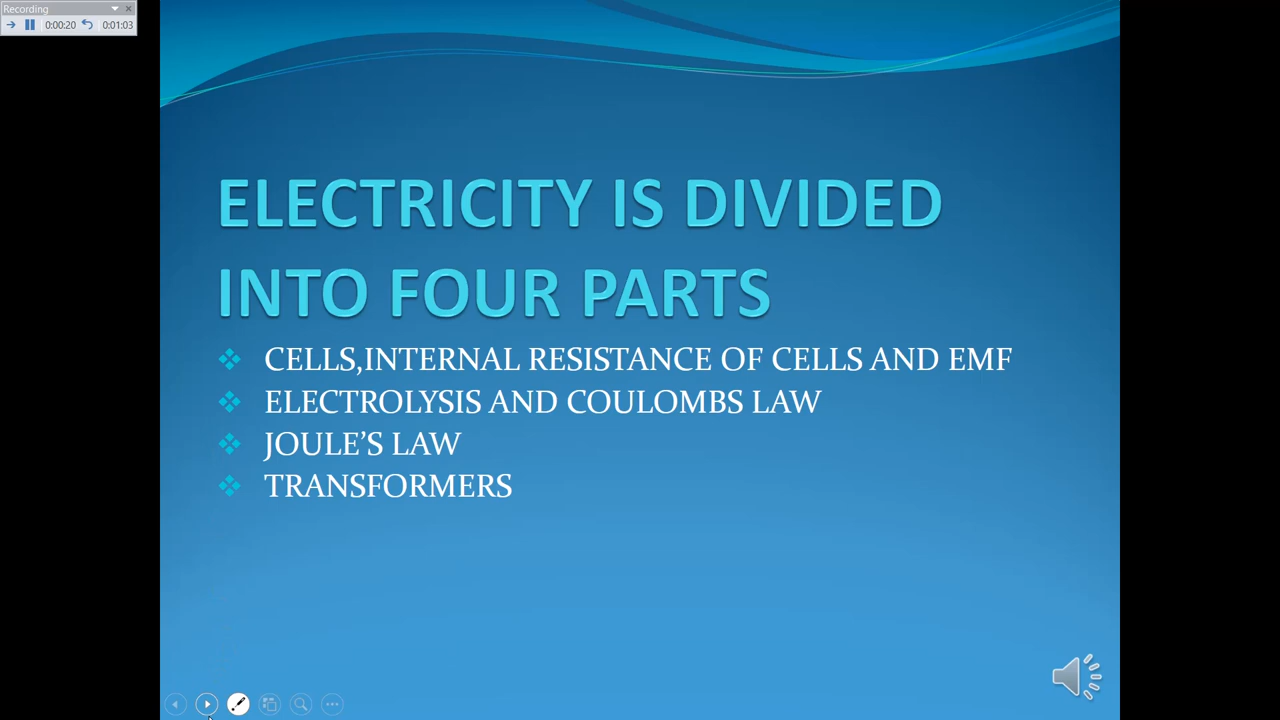 Recording
0:00:20 0:01:03
ELECTRICITY IS DIVIDED
INTO FOUR PARTS
CELLS,INTERNAL RESISTANCE OF CELLS AND EMF
ELECTROLYSIS AND COULOMBS LAW
JOULE’S LAW
TRANSFORMERS